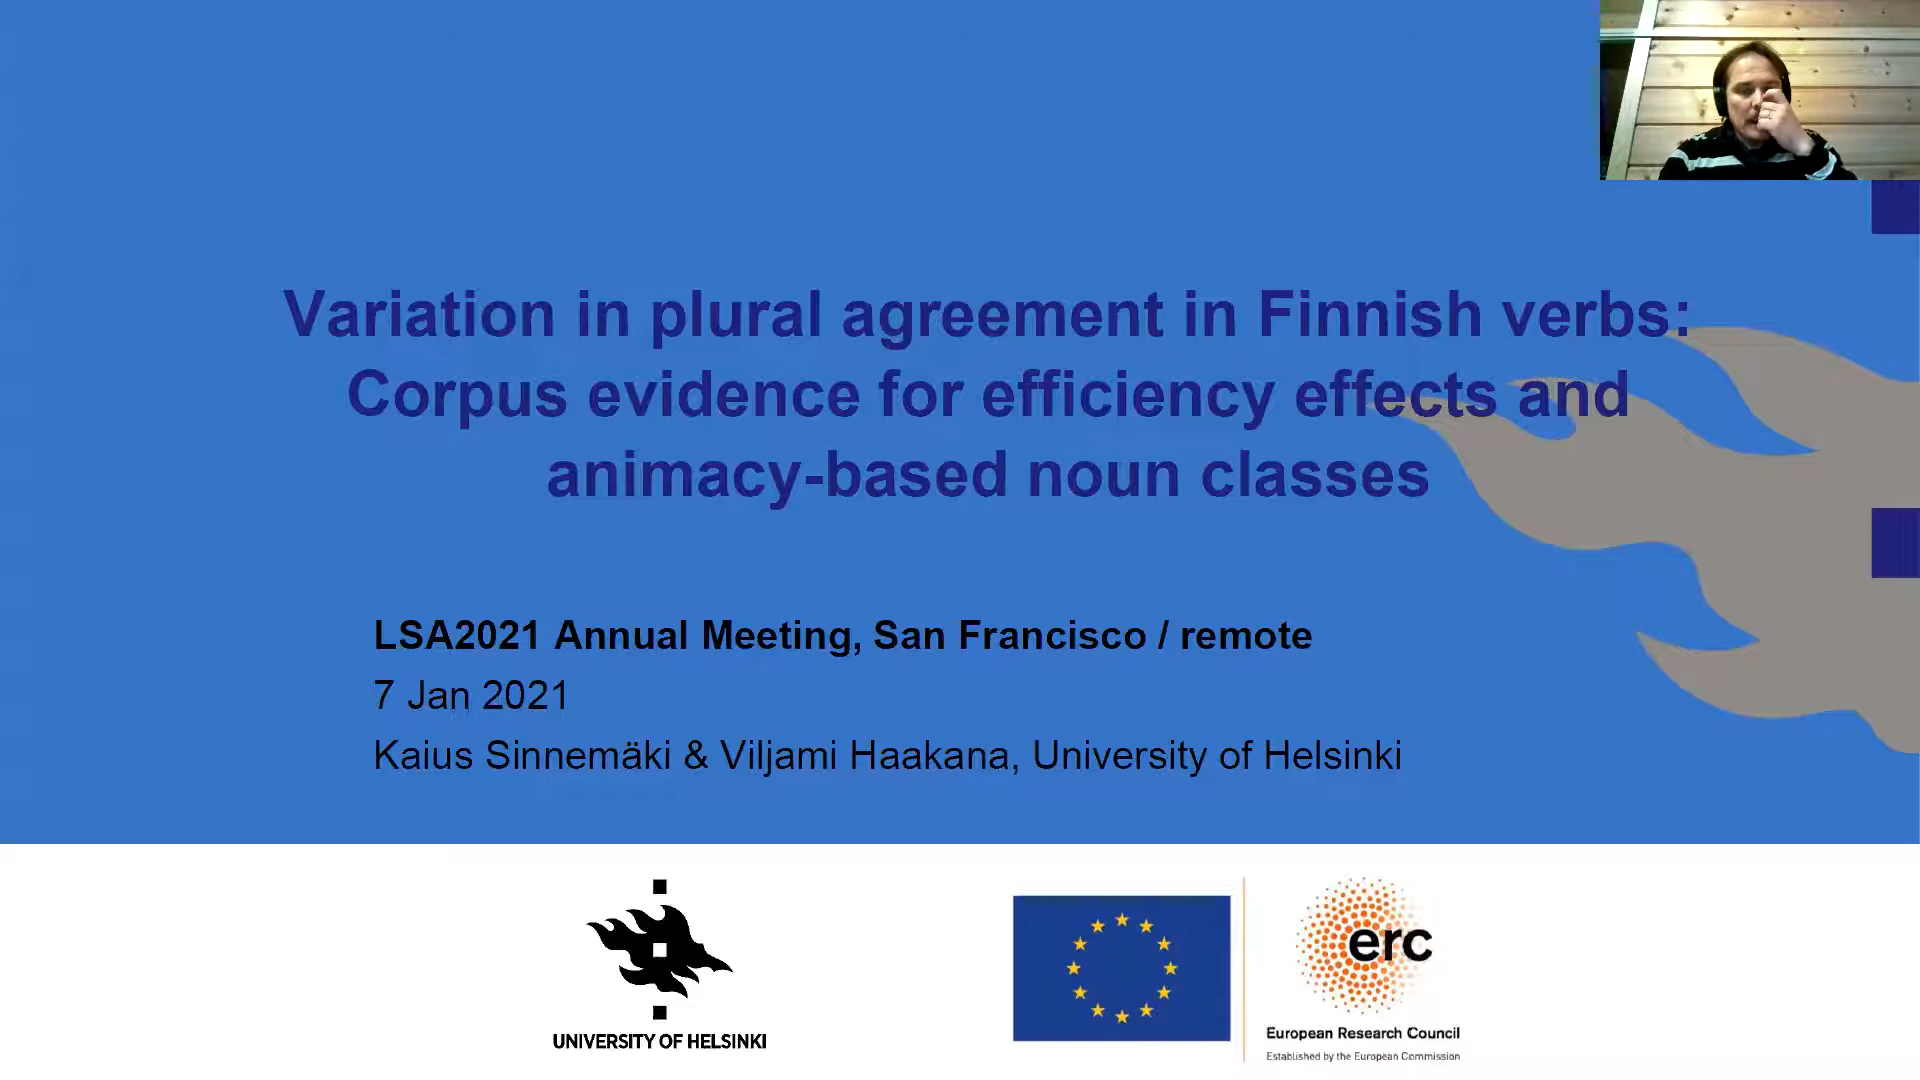 Variation in plural agreement in Finnish verbs:
Corpus evidence for efficiency effects and
animacy-based noun classes
LSA2021 Annual Meeting, San Francisco / remote
7 Jan 2021
Kaius Sinnemäki & Viljami Haakana, University of Helsinki
UNIVERSITY OF HELSINKI
erc
European Research Council
Established by the European Commission